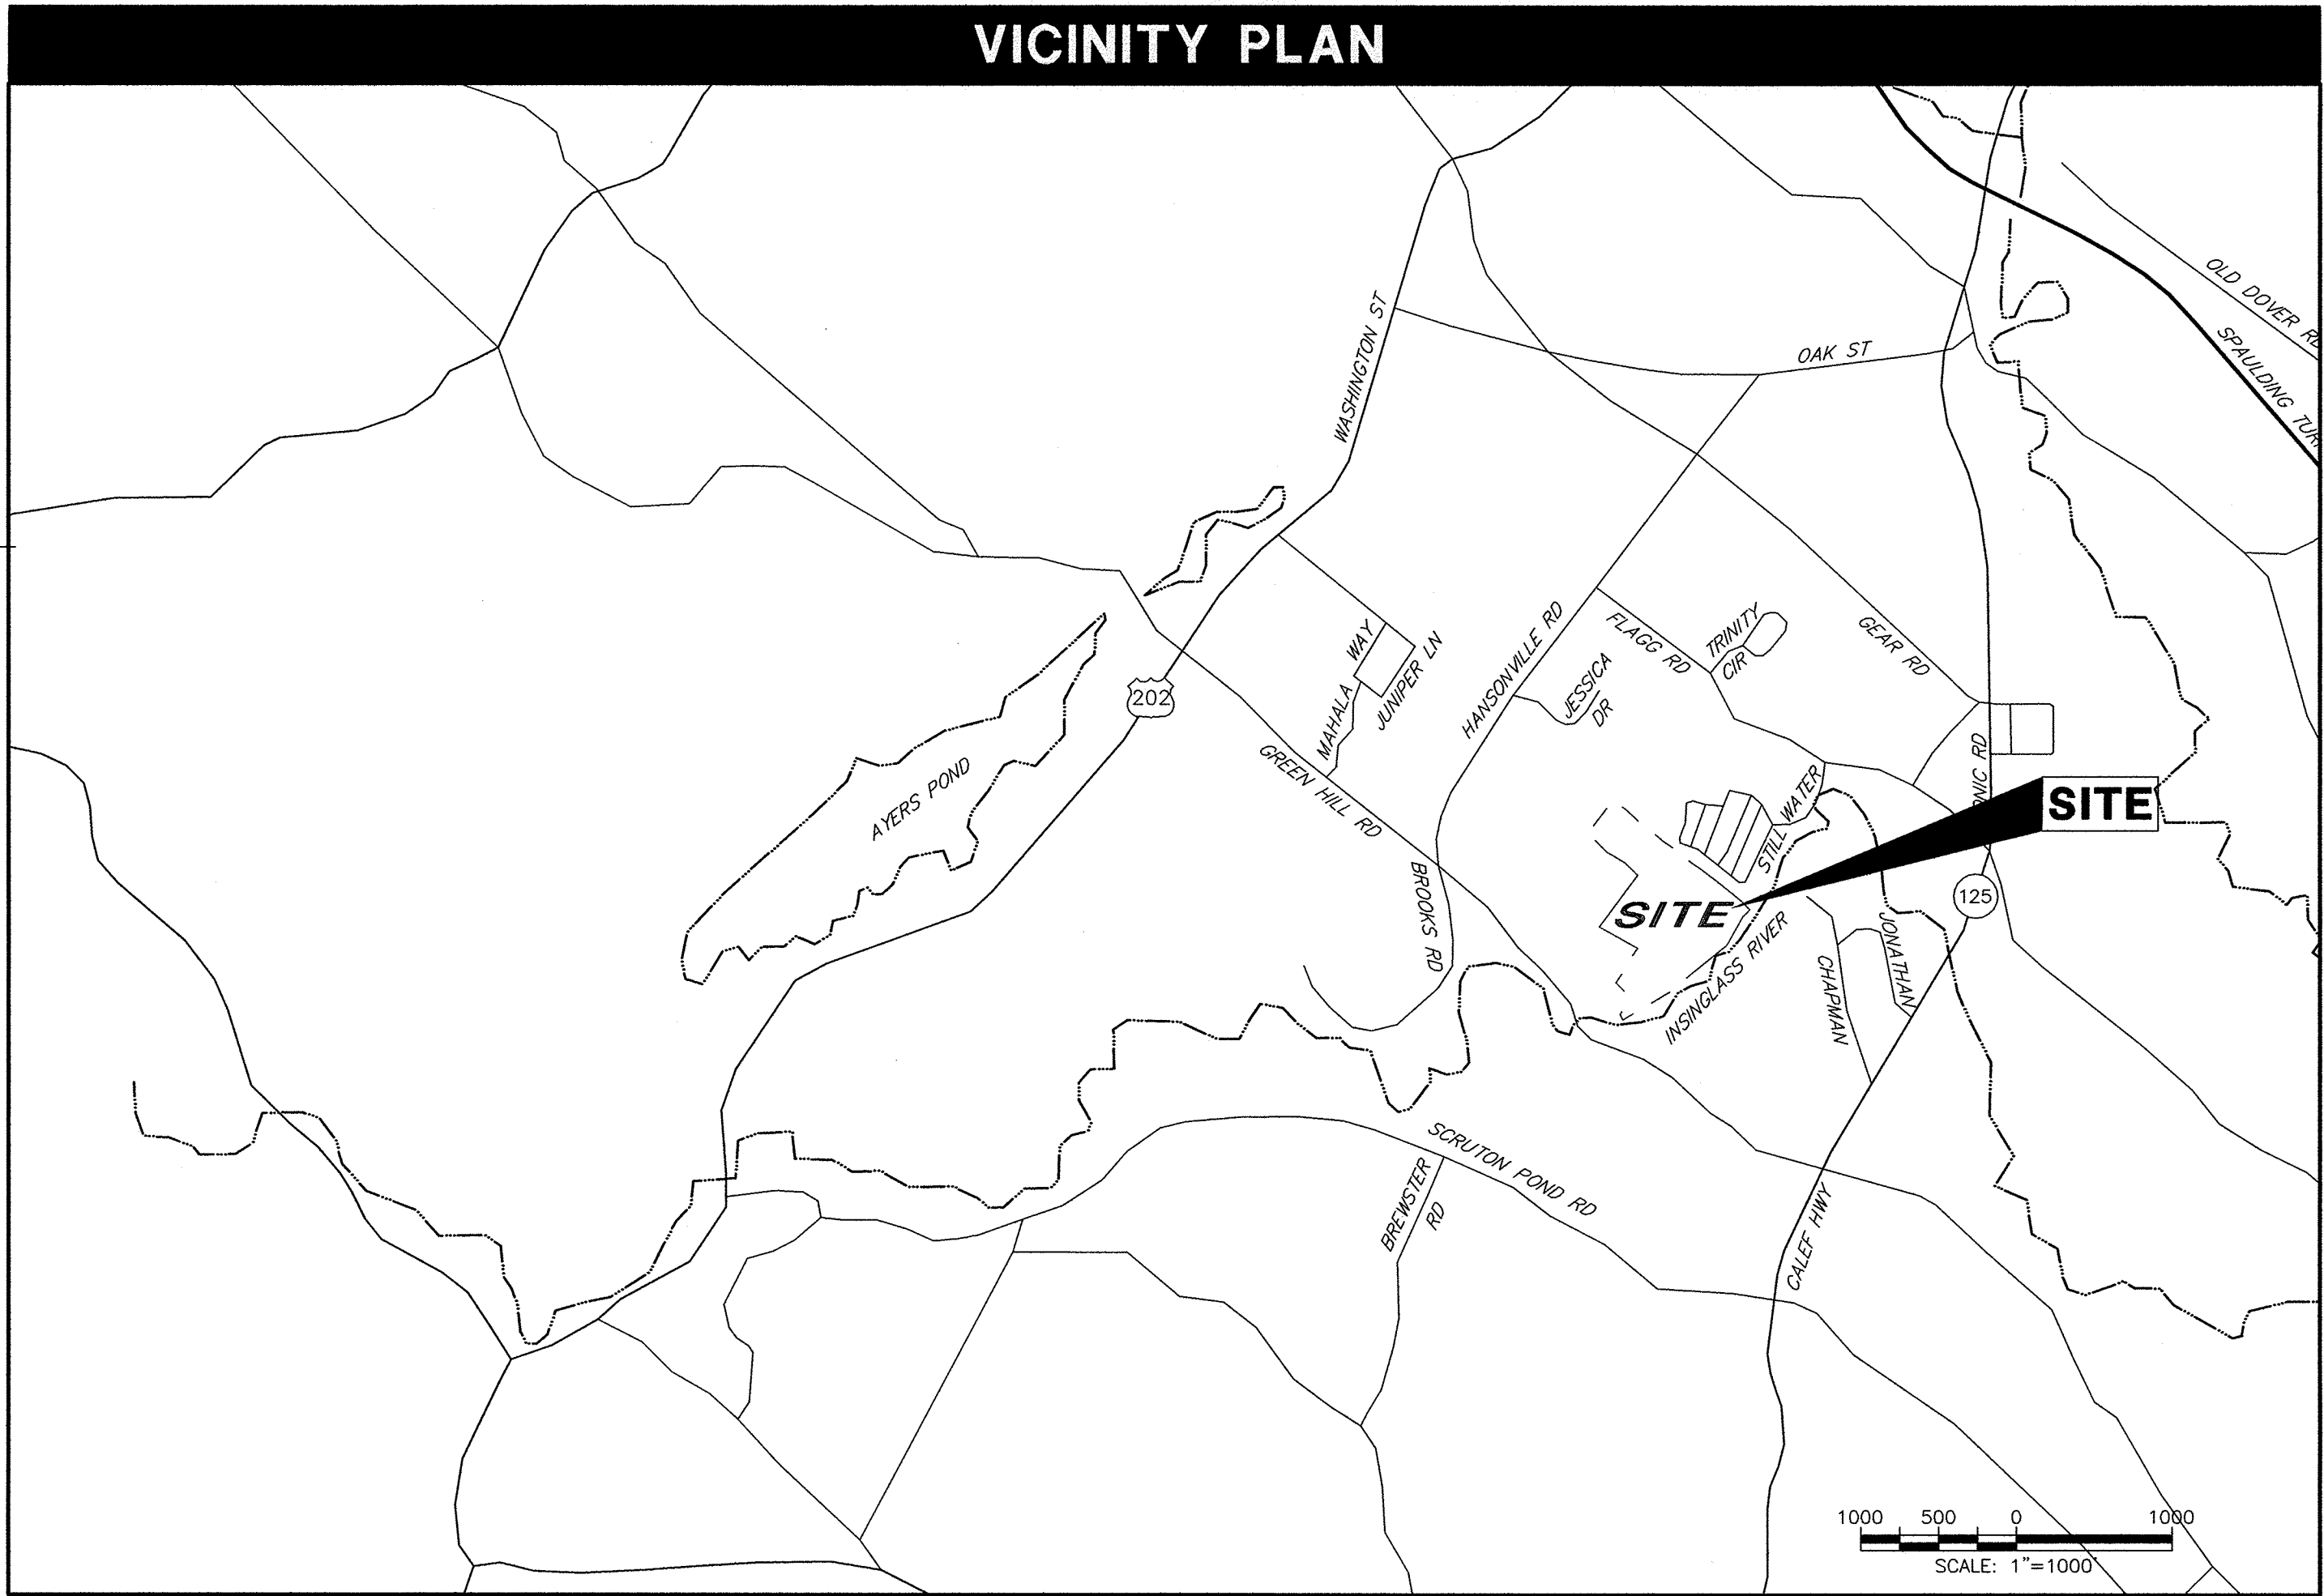 VICINITY PLAN
OLD DOVER RD
SPAULDING TUR
WASHINGTON ST
OAK ST
HANSONVILLE RD
FLAGG RD
TRINITY
CIR
GEAR RD
MAHALA WAY
JUNIPER LN
JESSICA
DR
202
GREEN HILL RD
AYERS POND
ONIC RD
STILL WATER
SITE
SITE
125
BROOKS RD
INSINGLASS RIVER
CHAPMAN
JONATHAN
SCRUTON POND RD
BREWSTER
RD
CALEF HWY
1000 500 0 1000
SCALE: 1"=1000'